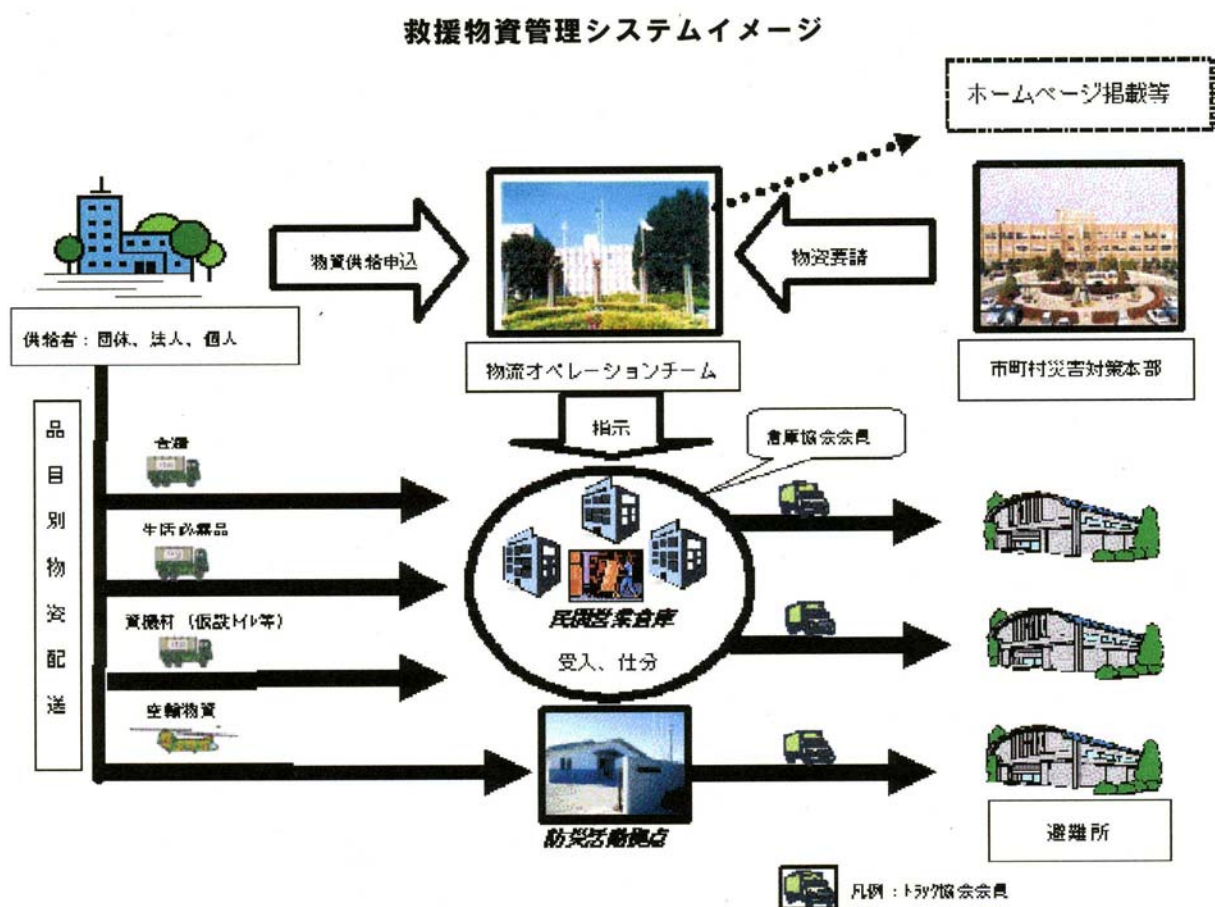 救援物資管理システムイメージ
ホームページ掲載等
物資供給申込
物資要請
供給者：団体、法人、個人
物流オペレーションチーム
市町村災害対策本部
指示
倉庫協会会員
品目別物資配送
食糧
生活必需品
資機材（仮設トイレ等）
空輸物資
民間営業倉庫
受入、仕分
防災活動拠点
避難所
凡例：トラック協会会員